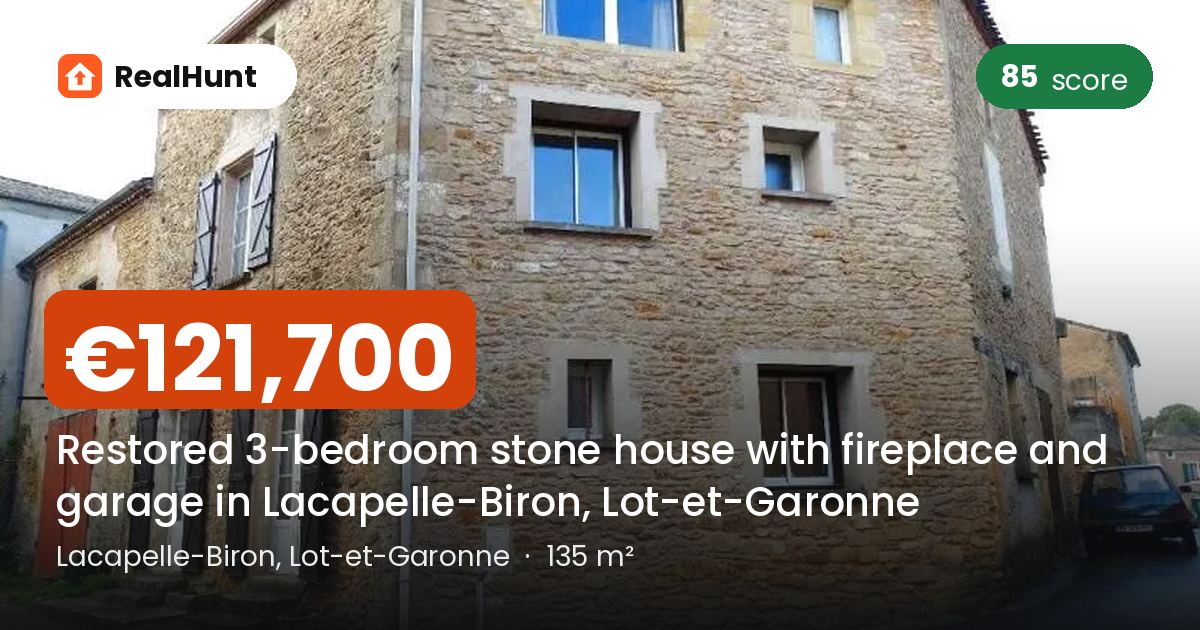 RealHunt
85 score
€121,700
Restored 3-bedroom stone house with fireplace and
garage in Lacapelle-Biron, Lot-et-Garonne
Lacapelle-Biron, Lot-et-Garonne · 135 m²